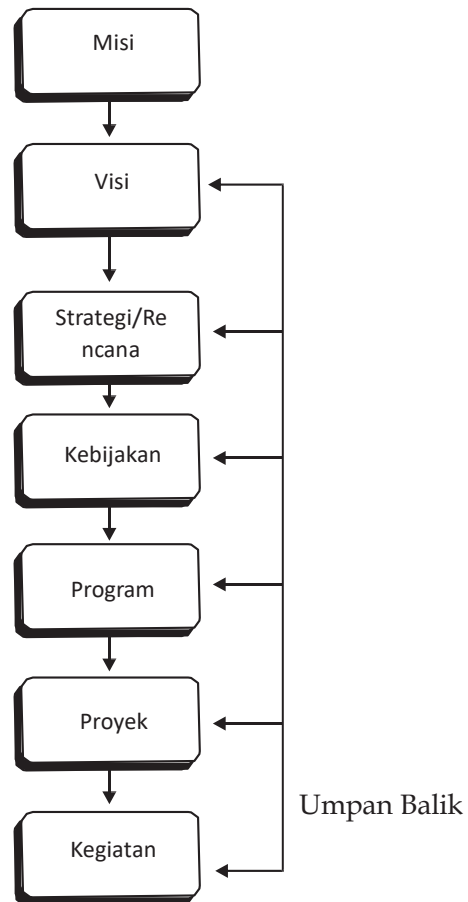 Misi
Visi
Strategi/Re
ncana
Kebijakan
Program
Proyek
Umpan Balik
Kegiatan